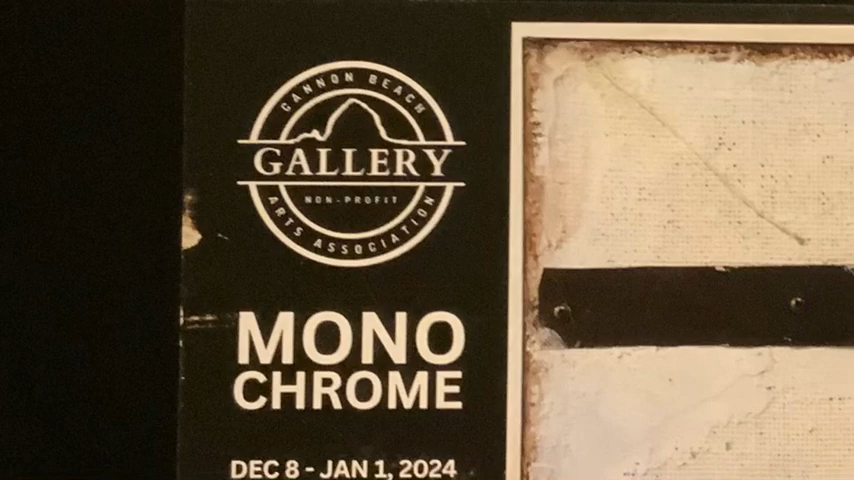 CANNON BEACH
GALLERY
NON-PROFIT
ARTS ASSOCIATION
MONO
CHROME
DEC 8 - JAN 1, 2024